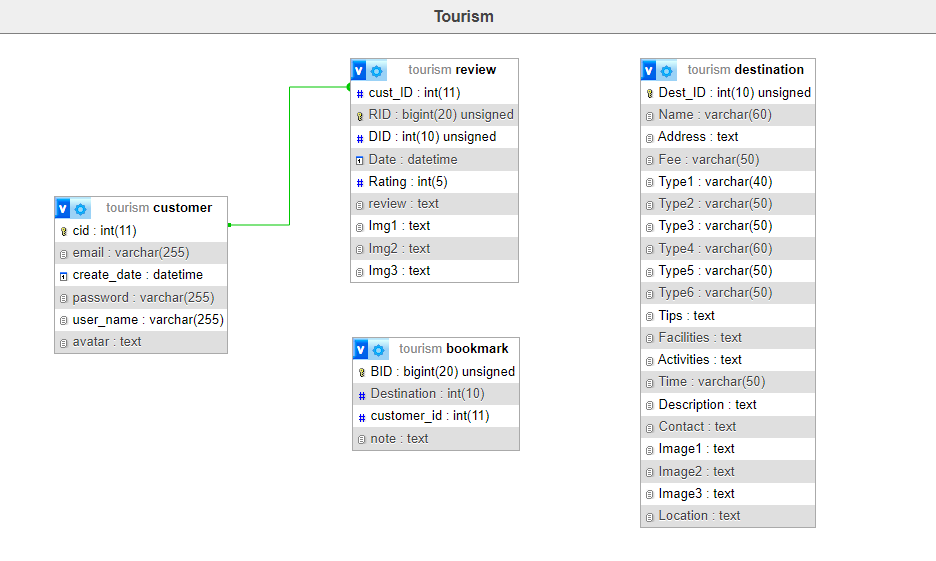 Tourism
v tourism customer
cid : int(11)
email : varchar(255)
create_date : datetime
password : varchar(255)
user_name : varchar(255)
avatar : text
v tourism review
# cust_ID : int(11)
RID : bigint(20) unsigned
# DID : int(10) unsigned
Date : datetime
# Rating : int(5)
review : text
Img1 : text
Img2 : text
Img3 : text
v tourism bookmark
BID : bigint(20) unsigned
# Destination : int(10)
# customer_id : int(11)
note : text
v tourism destination
Dest_ID : int(10) unsigned
Name : varchar(60)
Address : text
Fee : varchar(50)
Type1 : varchar(40)
Type2 : varchar(50)
Type3 : varchar(50)
Type4 : varchar(60)
Type5 : varchar(50)
Type6 : varchar(50)
Tips : text
Facilities : text
Activities : text
Time : varchar(50)
Description : text
Contact : text
Image1 : text
Image2 : text
Image3 : text
Location : text